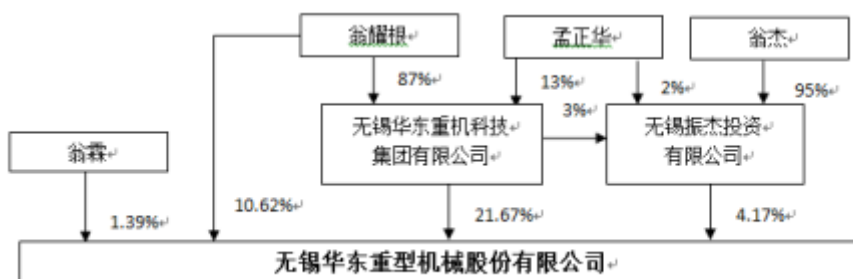 翁耀根
孟正华
翁杰
87%
13%
2%
95%
3%
无锡华东重机科技
集团有限公司
无锡振杰投资
有限公司
翁霖
1.39%
10.62%
21.67%
4.17%
无锡华东重型机械股份有限公司